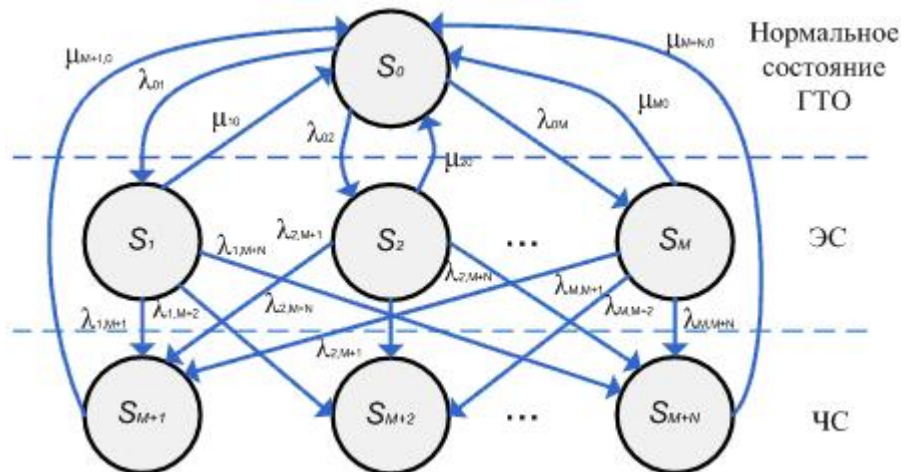 μM+1,0
λ01
S0
μM+N,0
Нормальное
состояние
ГТО
μ10
λ02
μ20
λ0M
μM0
S1
λ1,M+N
λ2,M+1
S2
...
SM
ЭС
λ1,M+1
λ1,M+2
λ2,M+N
λ2,M+1
λ2,M+N
λM,M+1
λM,M+2
λM,M+N
SM+1
SM+2
...
SM+N
ЧС